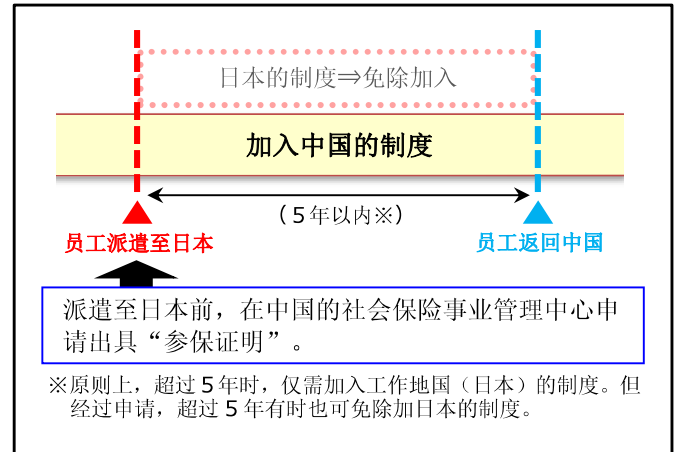 日本的制度⇒免除加入
加入中国的制度
（５年以内※）
员工派遣至日本
员工返回中国
派遣至日本前，在中国的社会保险事业管理中心申
请出具“参保证明”。
※原则上，超过５年时，仅需加入工作地国（日本）的制度。但
经过申请，超过５年有时也可免除加日本的制度。